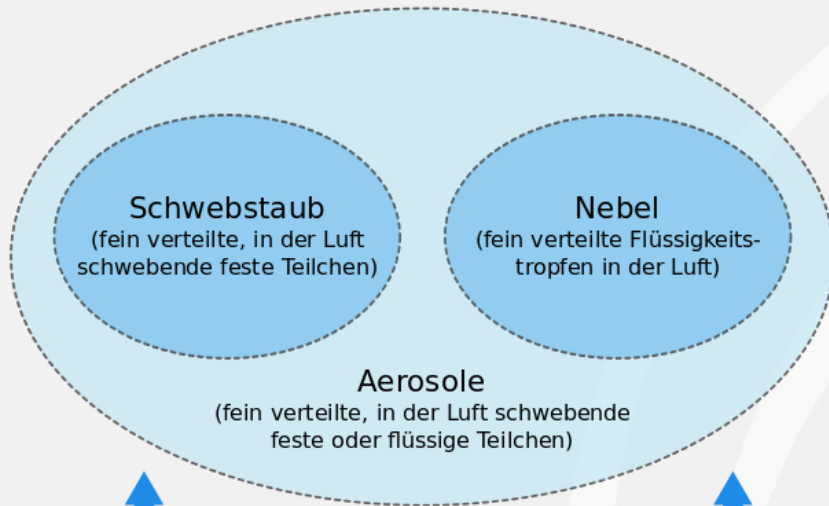 Schwebstaub
(fein verteilte, in der Luft
schwebende feste Teilchen)
Nebel
(fein verteilte Flüssigkeits-
tropfen in der Luft)
Aerosole
(fein verteilte, in der Luft schwebende
feste oder flüssige Teilchen)